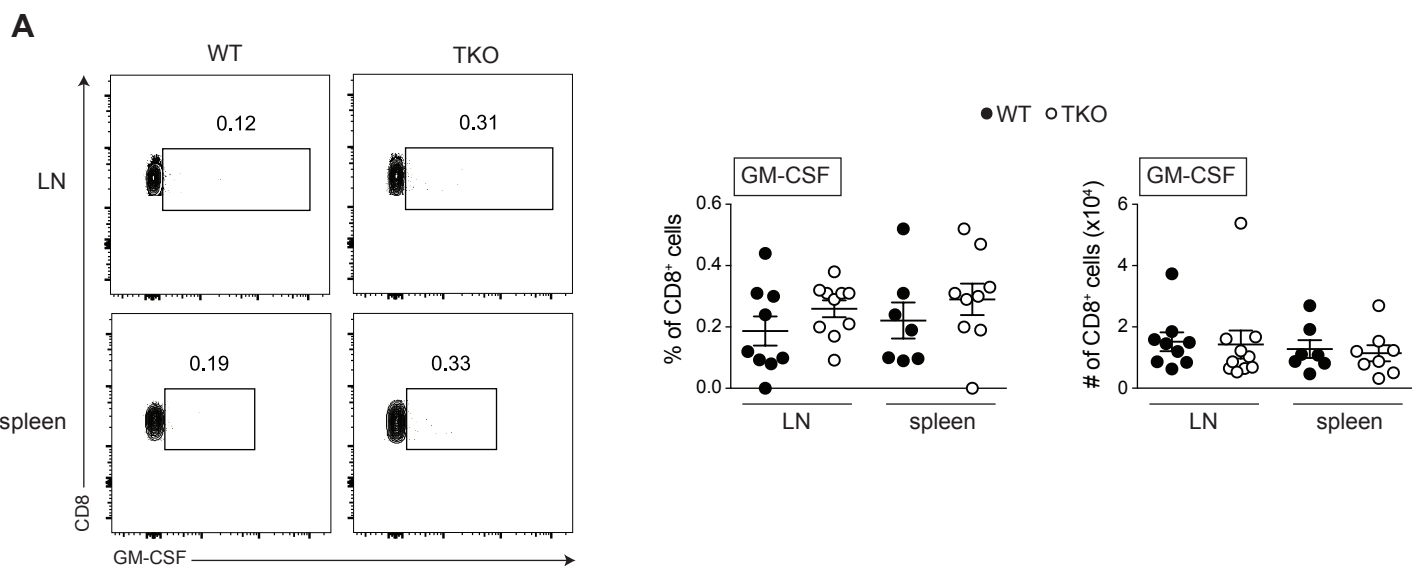 A
WT TKO
LN
0.12 0.31
spleen
0.19 0.33
CD8
GM-CSF
● WT ○ TKO
GM-CSF
% of CD8⁺ cells
0.6
0.4
0.2
0.0
LN spleen
GM-CSF
# of CD8⁺ cells (x10⁴)
6
4
2
0
LN spleen